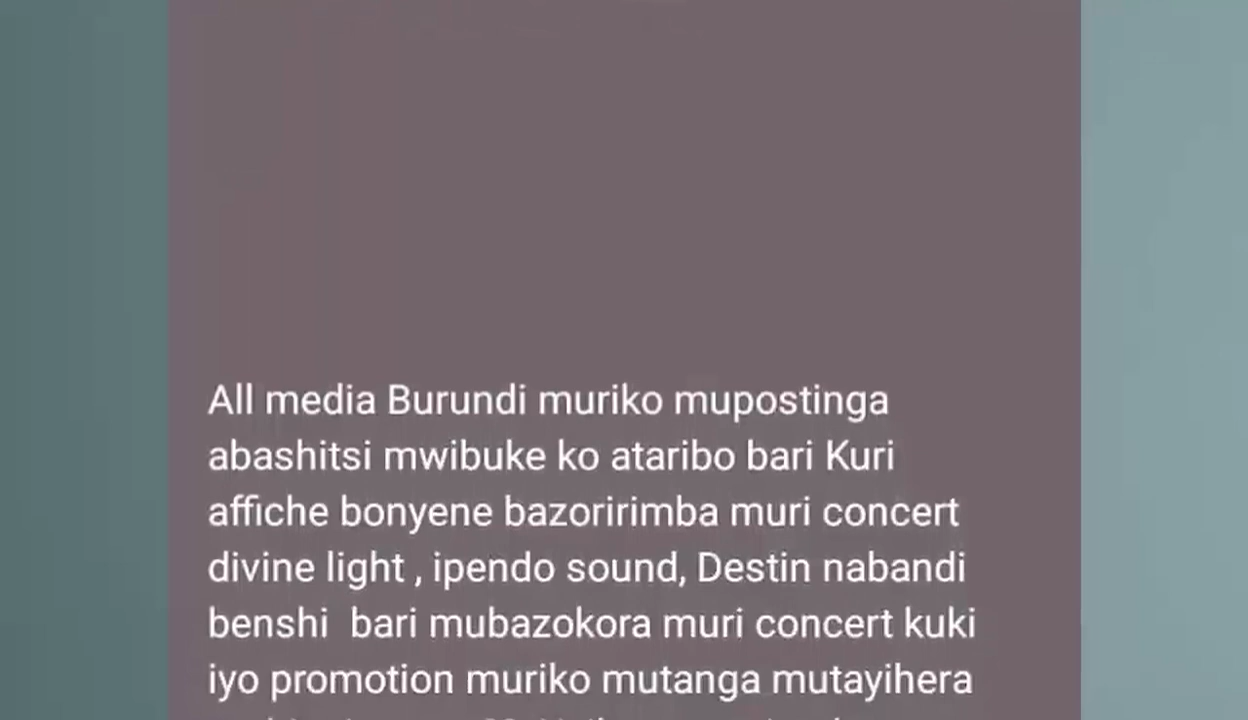 All media Burundi muriko mupostinga
abashitsi mwibuke ko ataribo bari Kuri
affiche bonyene bazoririmba muri concert
divine light , ipendo sound, Destin nabandi
benshi  bari mubazokora muri concert kuki
iyo promotion muriko mutanga mutayihera